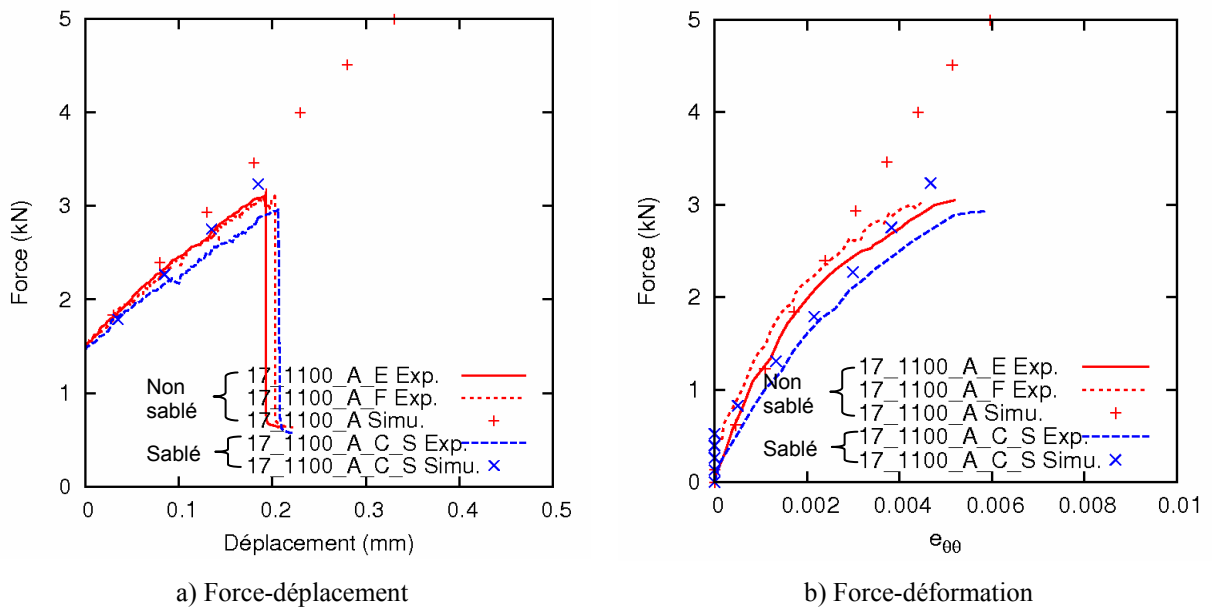 5
4
3
2
1
0
Force (kN)
0
0.1
0.2
0.3
0.4
0.5
Déplacement (mm)
Non
sablé
Sablé
17_1100_A_E Exp.
17_1100_A_F Exp.
17_1100_A Simu.
17_1100_A_C_S Exp.
17_1100_A_C_S Simu.
a) Force-déplacement
5
4
3
2
1
0
Force (kN)
0
0.002
0.004
0.006
0.008
0.01
eθθ
Non
sablé
Sablé
17_1100_A_E Exp.
17_1100_A_F Exp.
17_1100_A Simu.
17_1100_A_C_S Exp.
17_1100_A_C_S Simu.
b) Force-déformation